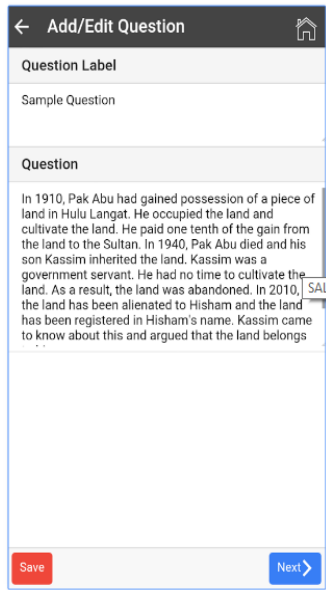 Add/Edit Question
Question Label
Sample Question
Question
In 1910, Pak Abu had gained possession of a piece of
land in Hulu Langat. He occupied the land and
cultivate the land. He paid one tenth of the gain from
the land to the Sultan. In 1940, Pak Abu died and his
son Kassim inherited the land. Kassim was a
government servant. He had no time to cultivate the
land. As a result, the land was abandoned. In 2010,
SAL
the land has been alienated to Hisham and the land
has been registered in Hisham's name. Kassim came
to know about this and argued that the land belongs
Save
Next